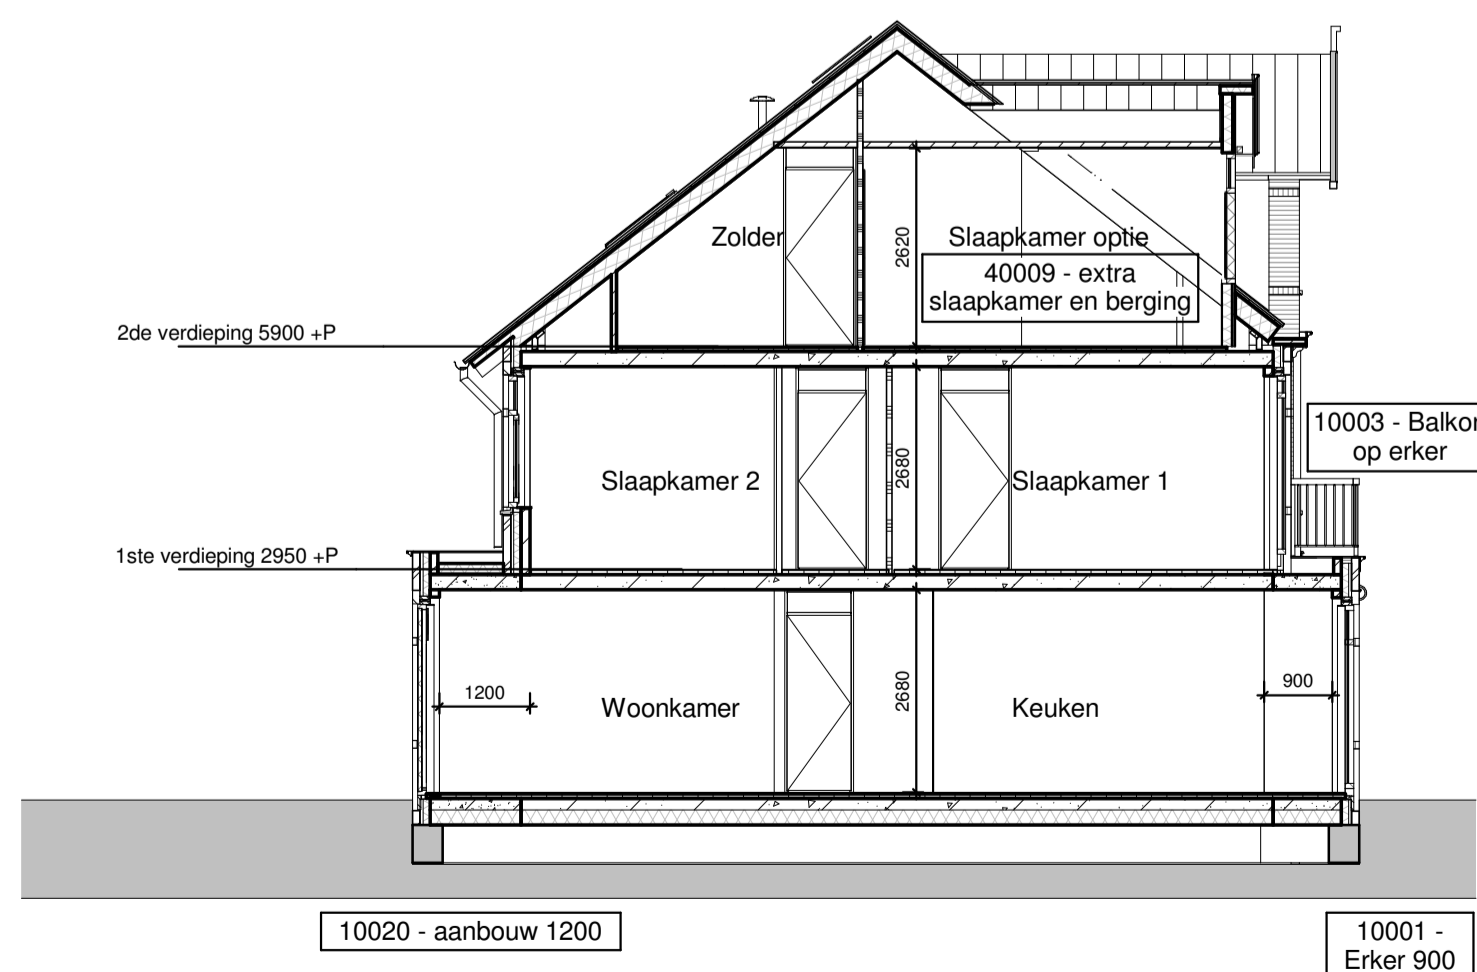 Zolder
2620
Slaapkamer optie
40009 - extra
slaapkamer en berging
2de verdieping 5900 +P
10003 - Balkon
op erker
Slaapkamer 2
2680
Slaapkamer 1
1ste verdieping 2950 +P
1200
Woonkamer
2680
Keuken
900
10020 - aanbouw 1200
10001 -
Erker 900